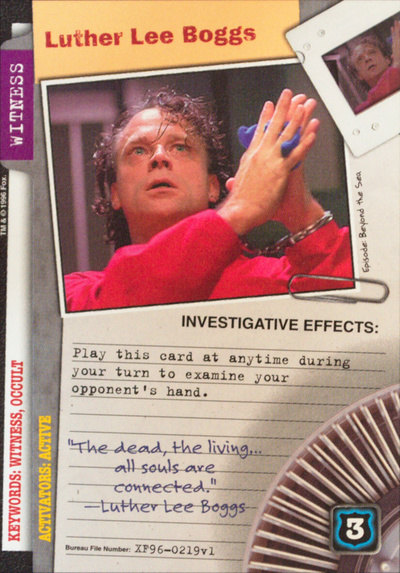 Luther Lee Boggs
WITNESS
TM & © 1996 Fox.
Episode: Beyond the Sea
INVESTIGATIVE EFFECTS:
Play this card at anytime during
your turn to examine your
opponent's hand.
"The dead, the living...
all souls are
connected."
—Luther Lee Boggs
KEYWORDS: WITNESS, OCCULT
ACTIVATORS: ACTIVE
Bureau File Number: XF96-0219v1
3